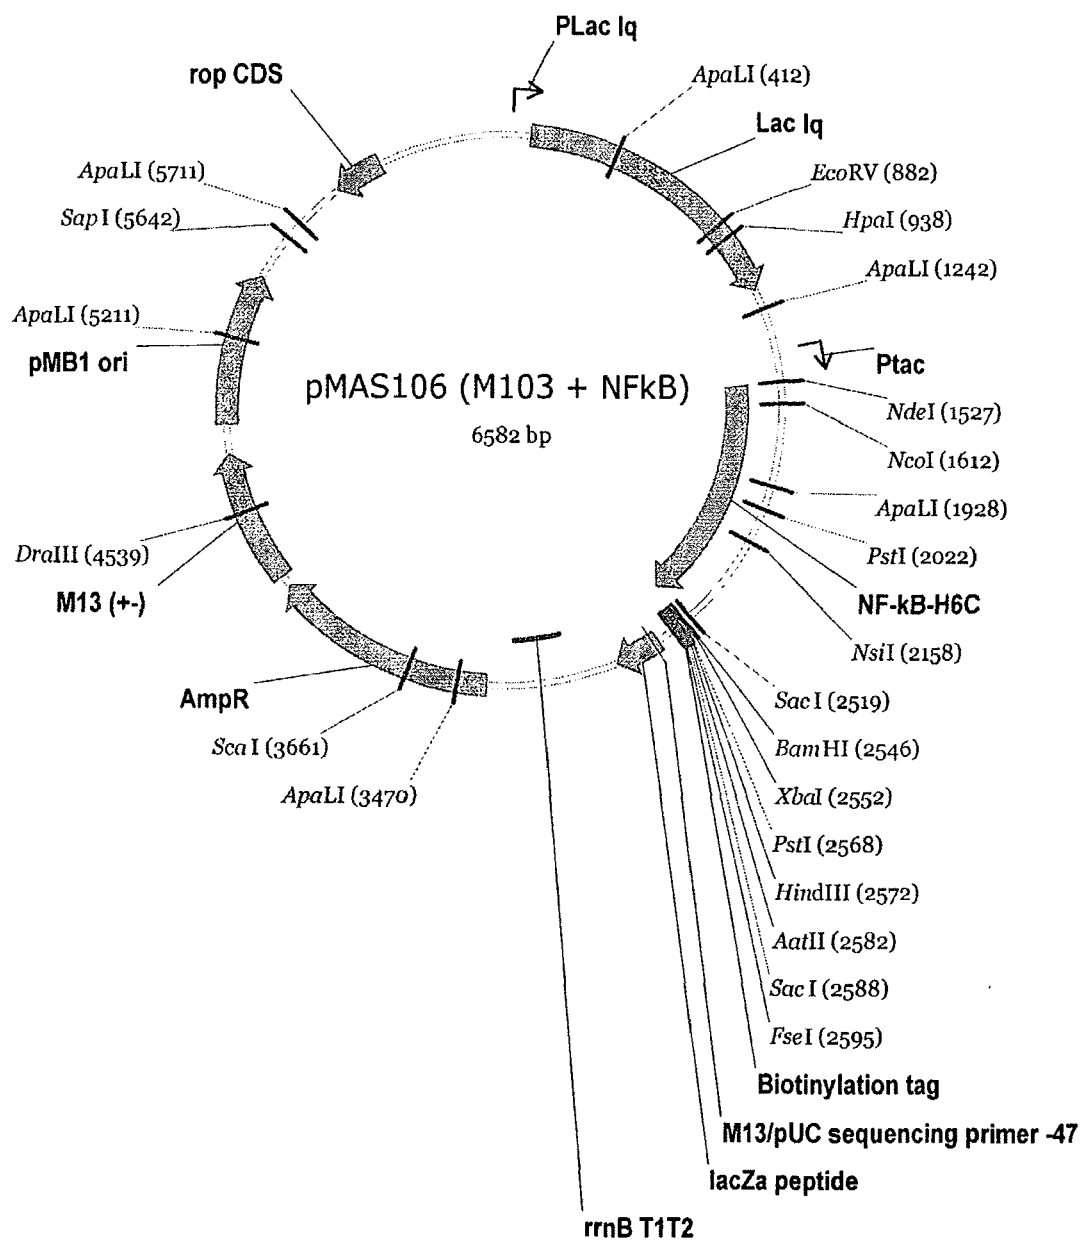 PLac Iq
rop CDS
ApaLI (412)
Lac Iq
ApaLI (5711)
EcoRV (882)
SapI (5642)
HpaI (938)
ApaLI (1242)
ApaLI (5211)
pMB1 ori
Ptac
pMAS106 (M103 + NFkB)
6582 bp
NdeI (1527)
NcoI (1612)
ApaLI (1928)
DraIII (4539)
PstI (2022)
M13 (+-)
NF-kB-H6C
NsiI (2158)
AmpR
SacI (2519)
ScaI (3661)
BamHI (2546)
ApaLI (3470)
XbaI (2552)
PstI (2568)
HindIII (2572)
AatII (2582)
SacI (2588)
FseI (2595)
Biotinylation tag
M13/pUC sequencing primer -47
lacZa peptide
rrnB T1T2